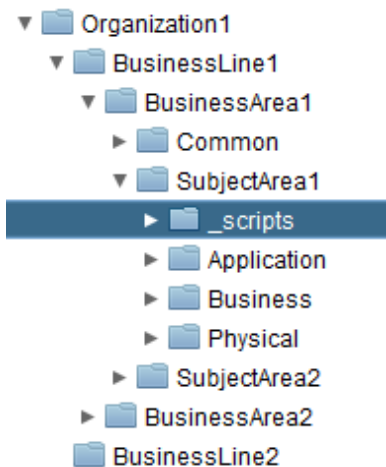 Organization1
BusinessLine1
BusinessArea1
Common
SubjectArea1
_scripts
Application
Business
Physical
SubjectArea2
BusinessArea2
BusinessLine2